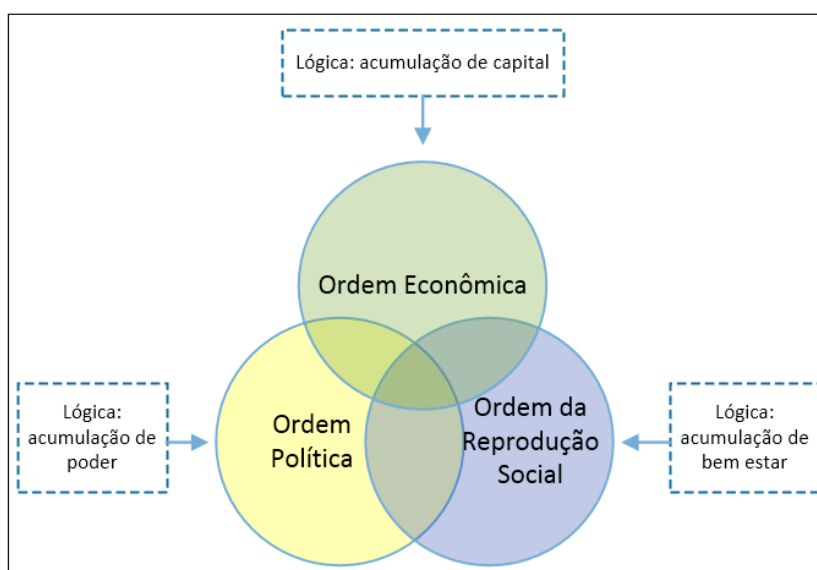 Lógica: acumulação de capital
Ordem Econômica
Lógica:
acumulação de
poder
Ordem
Política
Ordem da
Reprodução
Social
Lógica:
acumulação de
bem estar